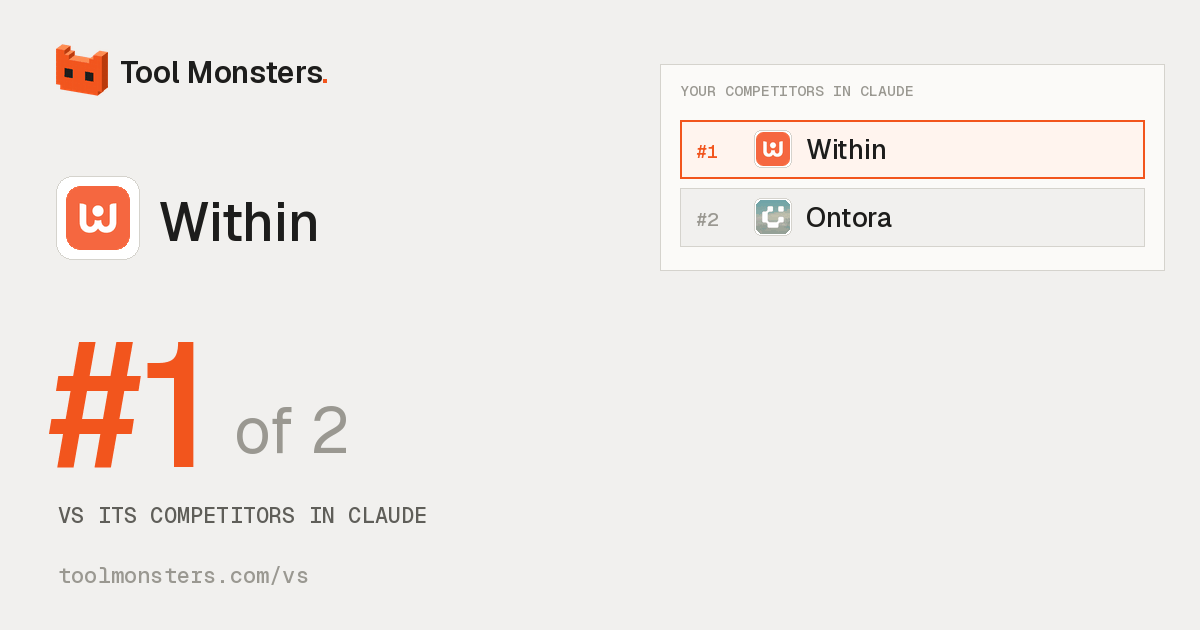 Tool Monsters.
Within
#1 of 2
VS ITS COMPETITORS IN CLAUDE
toolmonsters.com/vs
YOUR COMPETITORS IN CLAUDE
#1 Within
#2 Ontora